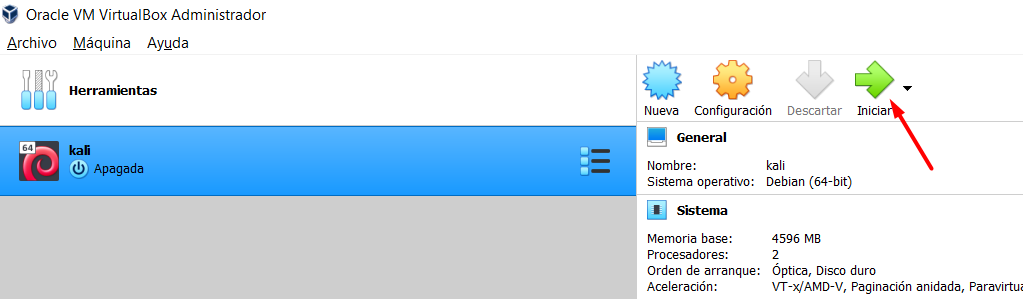 Oracle VM VirtualBox Administrador
Archivo Máquina Ayuda
Herramientas
64
kali
Apagada
Nueva Configuración Descartar Iniciar
General
Nombre: kali
Sistema operativo: Debian (64-bit)
Sistema
Memoria base: 4596 MB
Procesadores: 2
Orden de arranque: Óptica, Disco duro
Aceleración: VT-x/AMD-V, Paginación anidada, Paravirtua